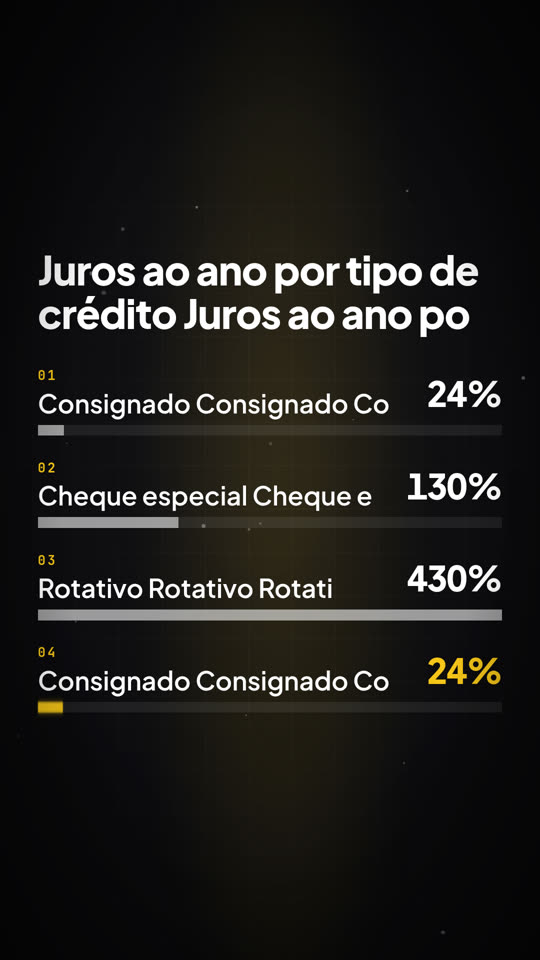 Juros ao ano por tipo de
crédito Juros ao ano po
01
Consignado Consignado Co 24%
02
Cheque especial Cheque e 130%
03
Rotativo Rotativo Rotati 430%
04
Consignado Consignado Co 24%